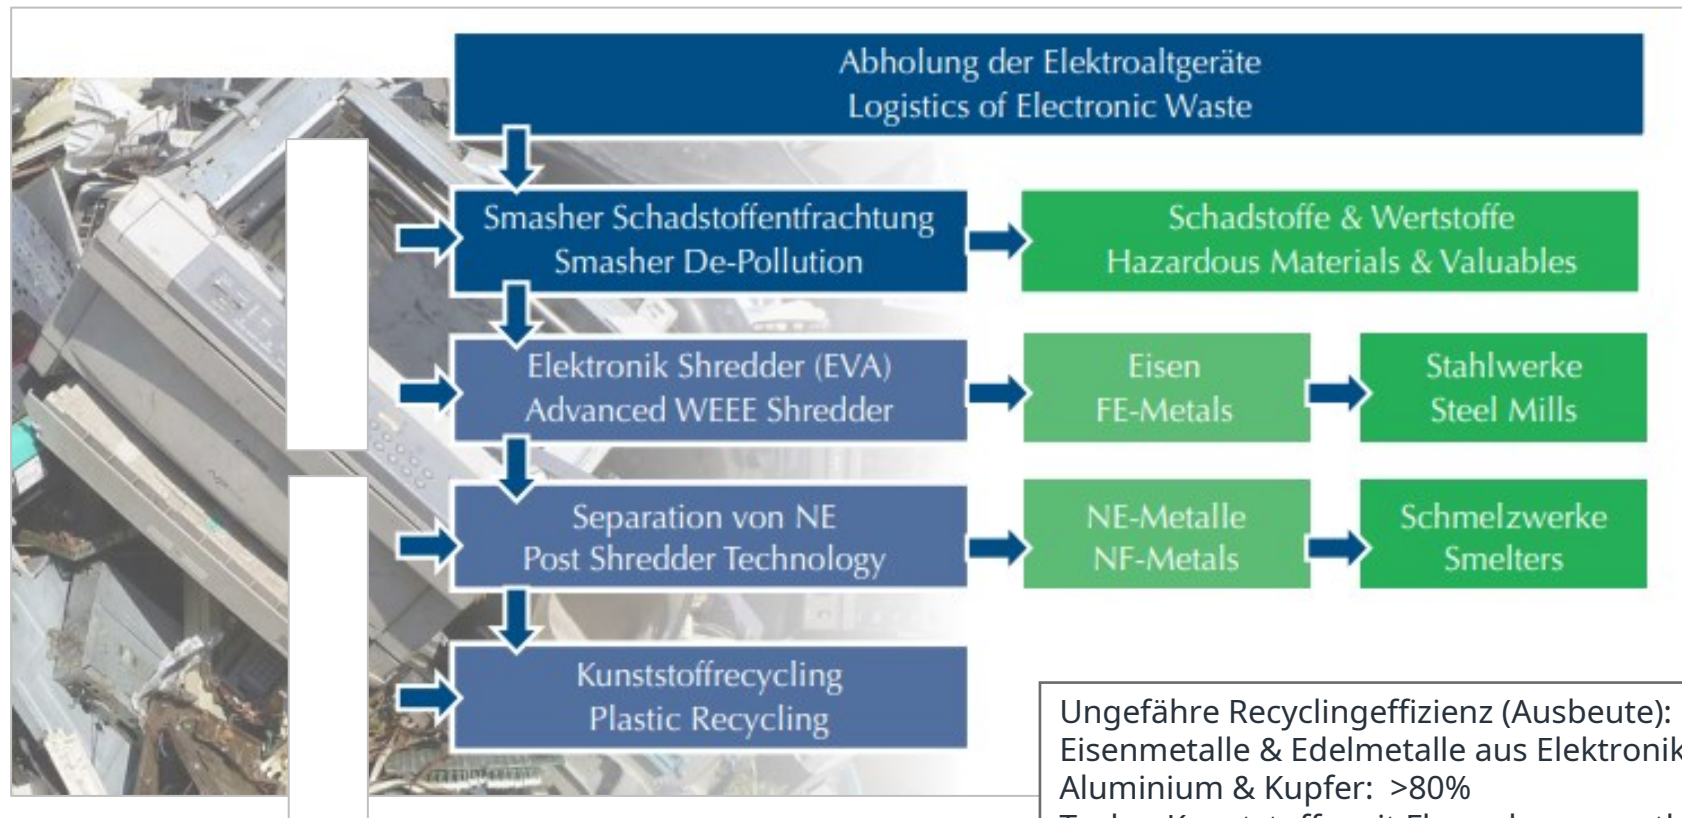 Abholung der Elektroaltgeräte
Logistics of Electronic Waste
Smasher Schadstoffentfrachtung
Smasher De-Pollution
Schadstoffe & Wertstoffe
Hazardous Materials & Valuables
Elektronik Shredder (EVA)
Advanced WEEE Shredder
Eisen
FE-Metals
Stahlwerke
Steel Mills
Separation von NE
Post Shredder Technology
NE-Metalle
NF-Metals
Schmelzwerke
Smelters
Kunststoffrecycling
Plastic Recycling
Ungefähre Recyclingeffizienz (Ausbeute):
Eisenmetalle & Edelmetalle aus Elektronik
Aluminium & Kupfer: >80%